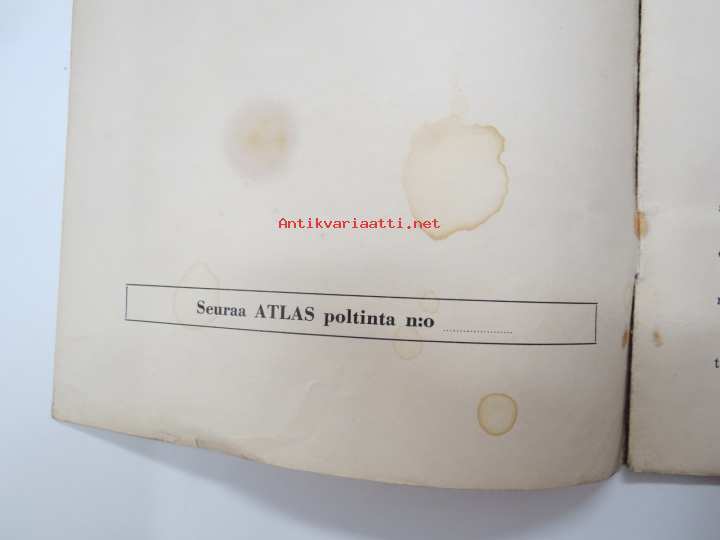 Antikvariaatti.net
Seuraa ATLAS poltinta n:o ....................
t